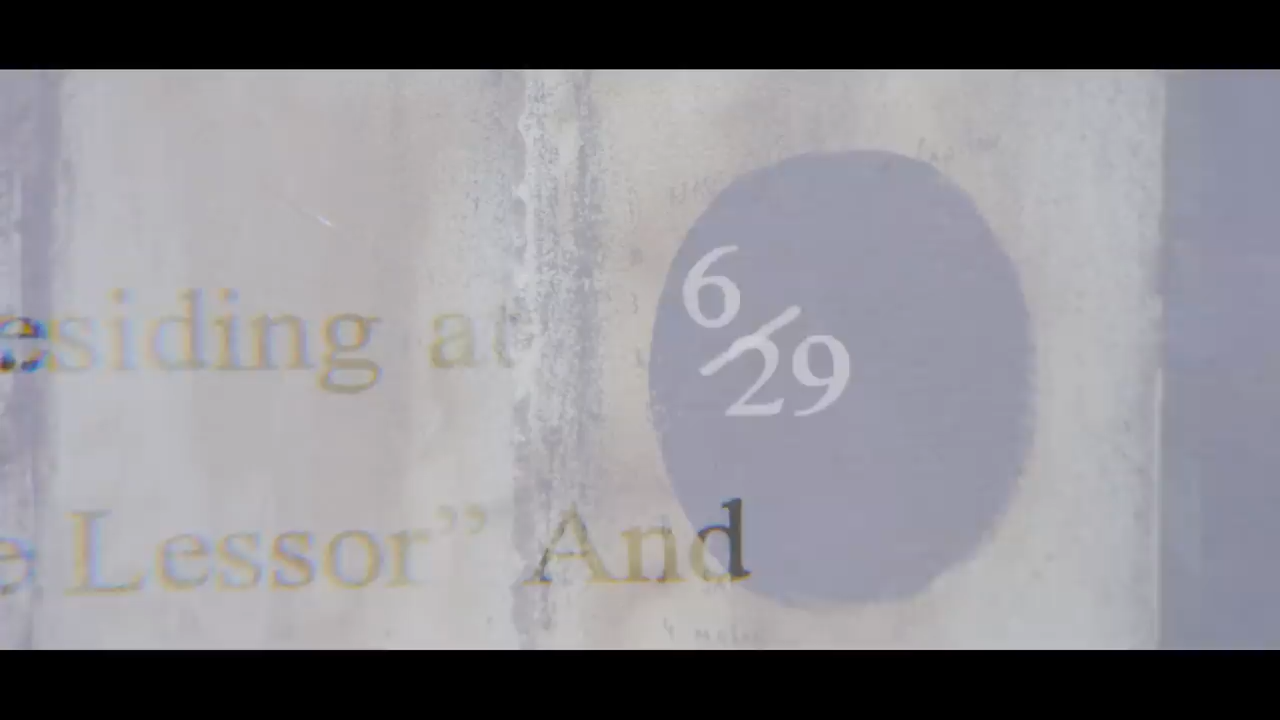 6/29
esiding at
e Lessor” And